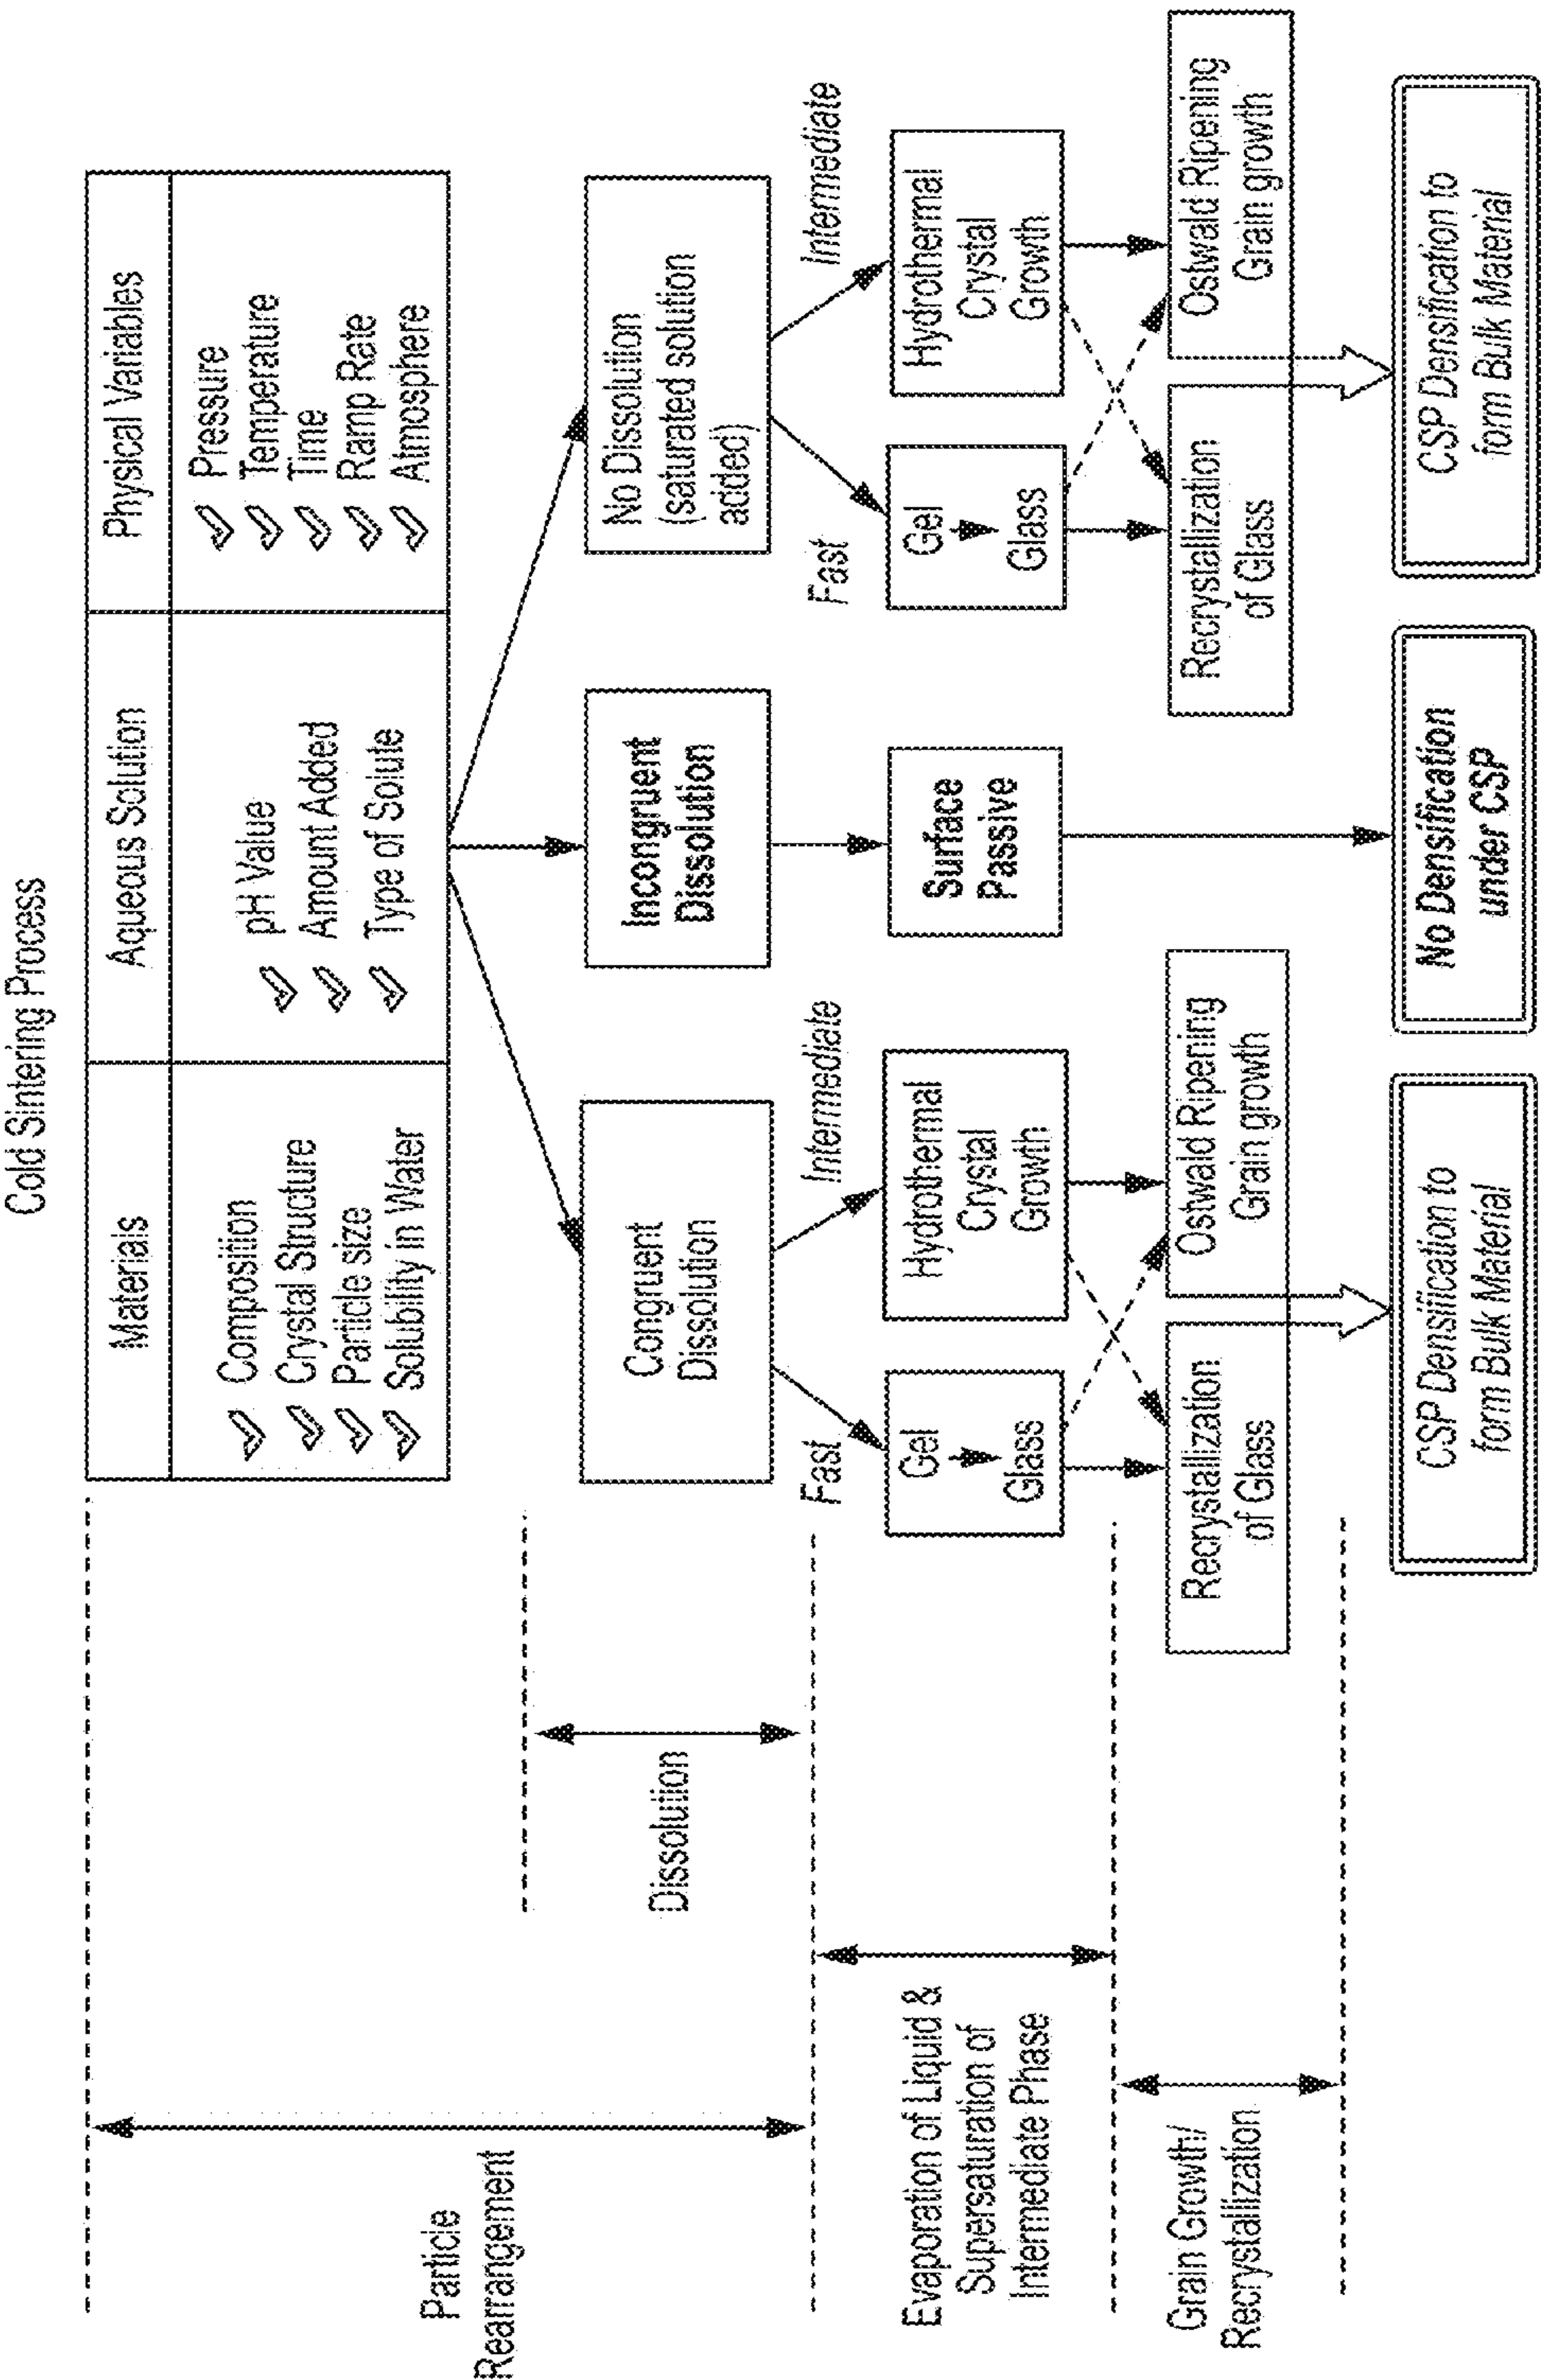 Cold Sintering Process
Materials
Aqueous Solution
Physical Variables
Composition
Crystal Structure
Particle size
Solubility in Water
pH Value
Amount Added
Type of Solute
Pressure
Temperature
Time
Ramp Rate
Atmosphere
Particle
Rearrangement
Dissolution
Congruent
Dissolution
Incongruent
Dissolution
No Dissolution
(saturated solution
added)
Evaporation of Liquid &
Supersaturation of
Intermediate Phase
Fast
Intermediate
Gel
Glass
Hydrothermal
Crystal
Growth
Surface
Passive
Fast
Intermediate
Gel
Glass
Hydrothermal
Crystal
Growth
Grain Growth/
Recrystallization
Recrystallization
of Glass
Ostwald Ripening
Grain growth
Recrystallization
of Glass
Ostwald Ripening
Grain growth
CSP Densification to
form Bulk Material
No Densification
under CSP
CSP Densification to
form Bulk Material